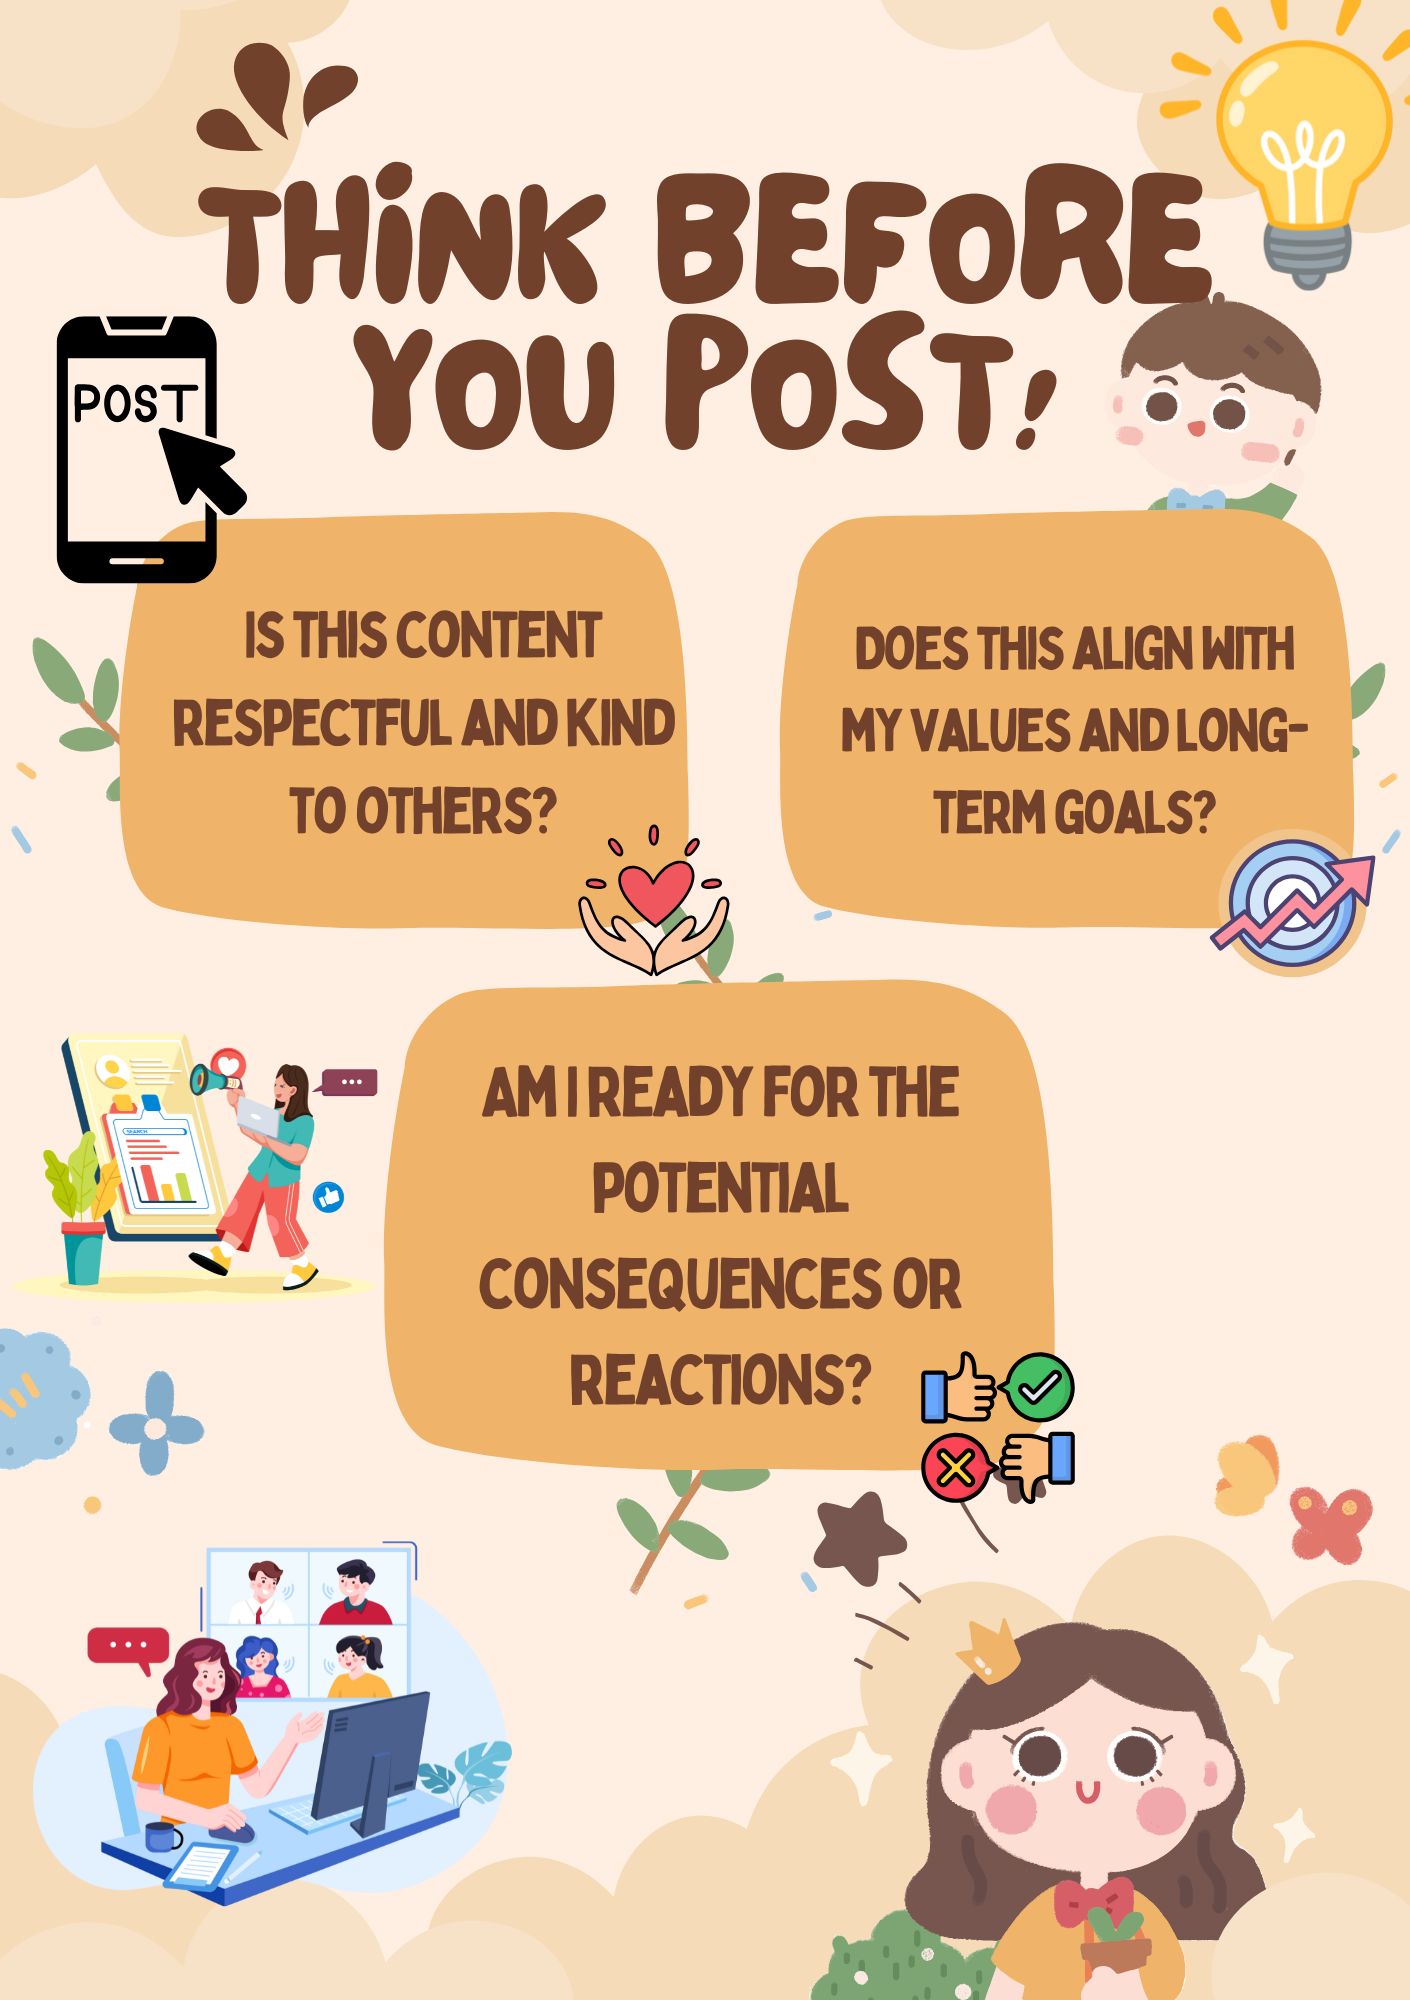 THINK BEFORE
YOU POST!
POST
IS THIS CONTENT
RESPECTFUL AND KIND
TO OTHERS?
DOES THIS ALIGN WITH
MY VALUES AND LONG-
TERM GOALS?
AM I READY FOR THE
POTENTIAL
CONSEQUENCES OR
REACTIONS?
SEARCH